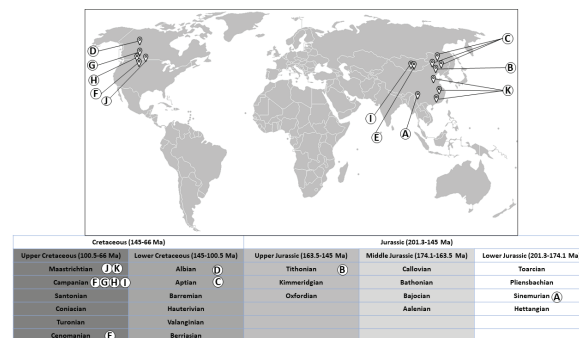 D
G
H
F
J
C
B
K
I
E
A
Cretaceous (145-66 Ma) Jurassic (201.3-145 Ma)
Upper Cretaceous (100.5-66 Ma) Lower Cretaceous (145-100.5 Ma) Upper Jurassic (163.5-145 Ma) Middle Jurassic (174.1-163.5 Ma) Lower Jurassic (201.3-174.1 Ma)
Maastrichtian J K Albian D Tithonian B Callovian Toarcian
Campanian F G H I Aptian C Kimmeridgian Bathonian Pliensbachian
Santonian Barremian Oxfordian Bajocian Sinemurian A
Coniasian Hauterivian Aalenian Hettangian
Turonian Valanginian
Cenomanian E Berriasian